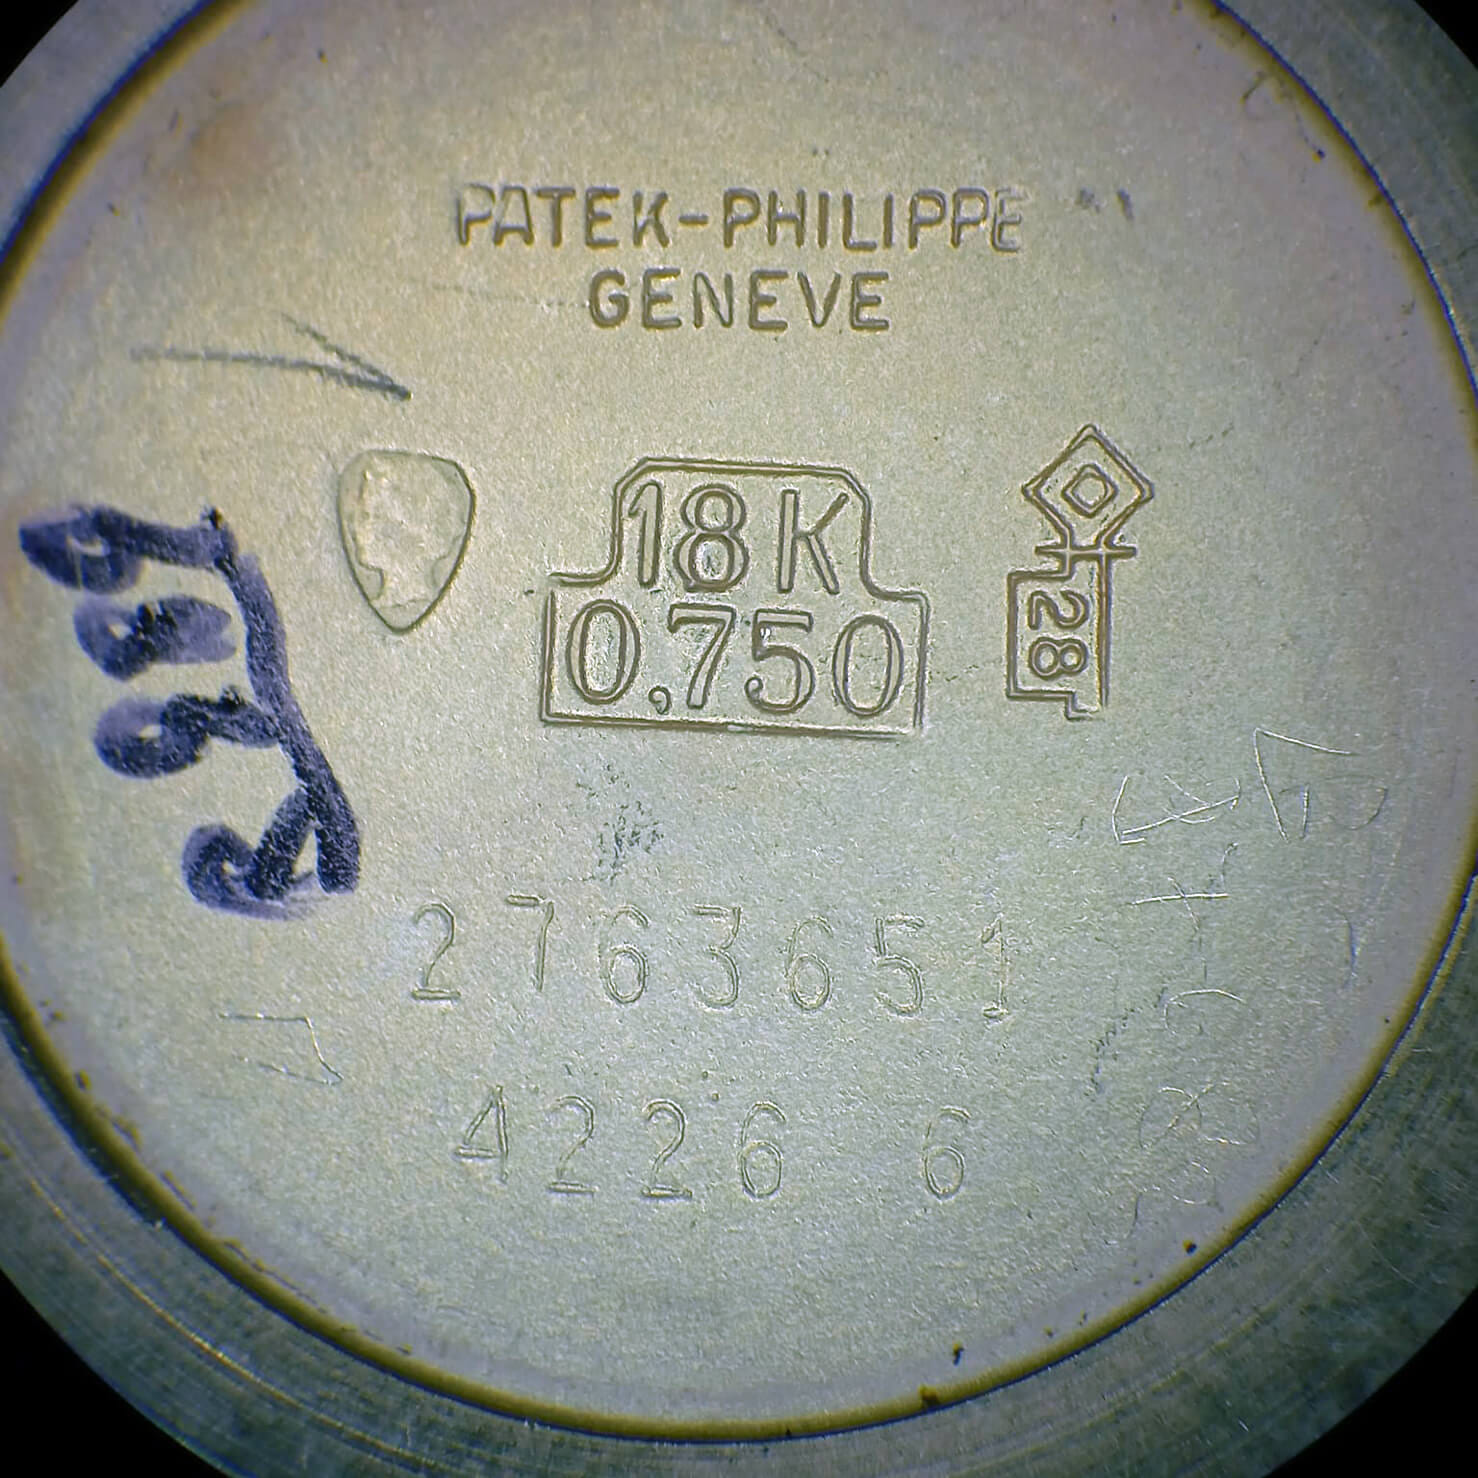 PATEK-PHILIPPE
GENEVE
18K
0,750
28
2763651
4226 6